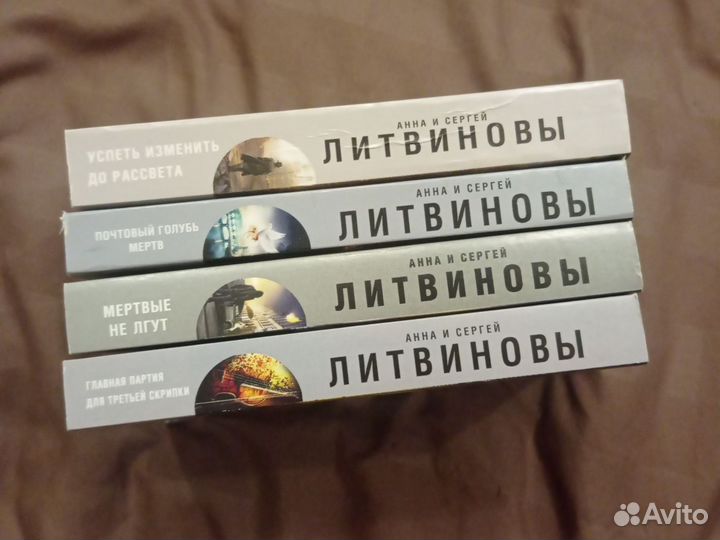 УСПЕТЬ ИЗМЕНИТЬ
ДО РАССВЕТА
АННА И СЕРГЕЙ
ЛИТВИНОВЫ
ПОЧТОВЫЙ ГОЛУБЬ
МЕРТВ
АННА И СЕРГЕЙ
ЛИТВИНОВЫ
МЕРТВЫЕ
НЕ ЛГУТ
АННА И СЕРГЕЙ
ЛИТВИНОВЫ
ГЛАВНАЯ ПАРТИЯ
ДЛЯ ТРЕТЬЕЙ СКРИПКИ
АННА И СЕРГЕЙ
ЛИТВИНОВЫ
Avito